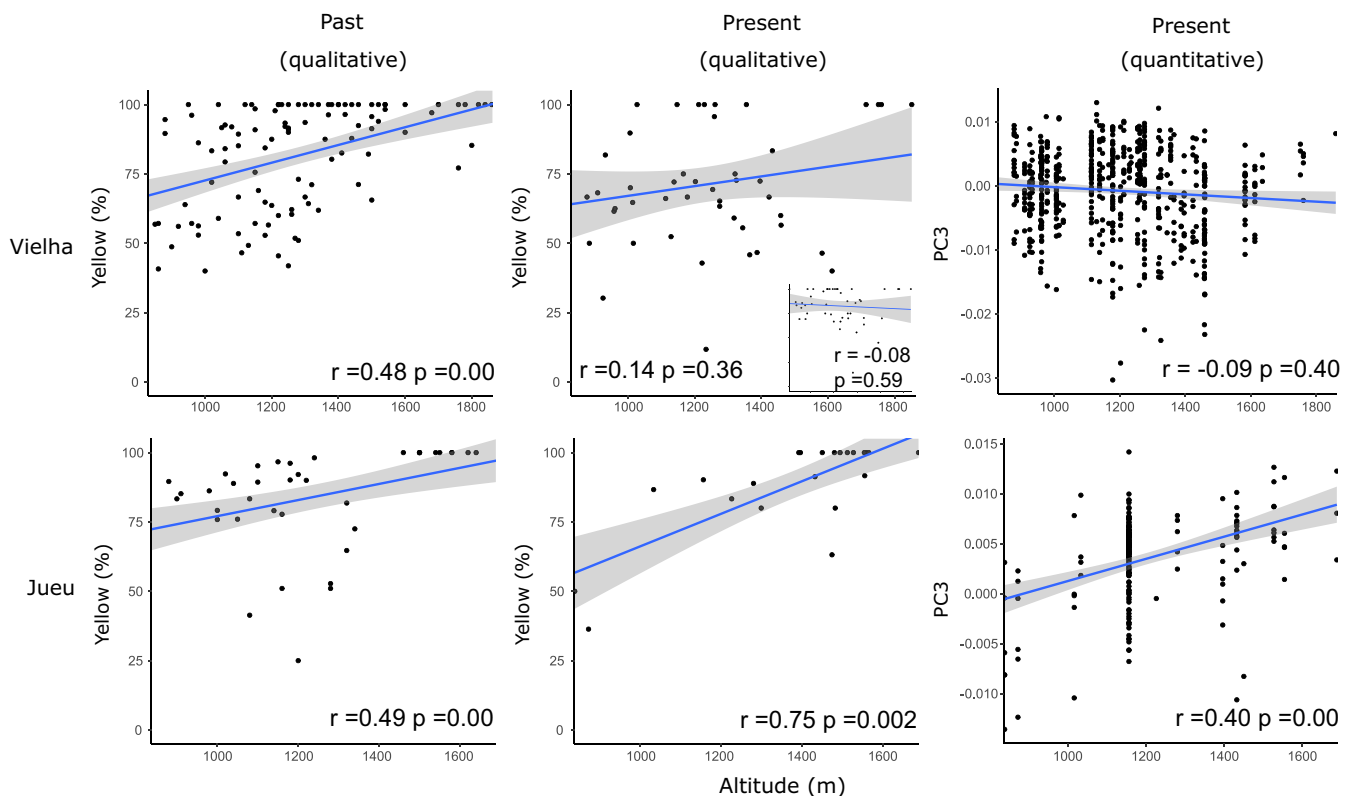 Past
(qualitative)
Present
(qualitative)
Present
(quantitative)
Vielha
Yellow (%)
100
75
50
25
0
1000 1200 1400 1600 1800
r =0.48 p =0.00
Yellow (%)
100
75
50
25
0
1000 1200 1400 1600 1800
r =0.14 p =0.36
r = -0.08
p =0.59
PC3
0.01
0.00
-0.01
-0.02
-0.03
1000 1200 1400 1600 1800
r = -0.09 p =0.40
Jueu
Yellow (%)
100
75
50
25
0
1000 1200 1400 1600
r =0.49 p =0.00
Yellow (%)
100
75
50
25
0
1000 1200 1400 1600
r =0.75 p =0.002
PC3
0.015
0.010
0.005
0.000
-0.005
-0.010
1000 1200 1400 1600
r =0.40 p =0.00
Altitude (m)